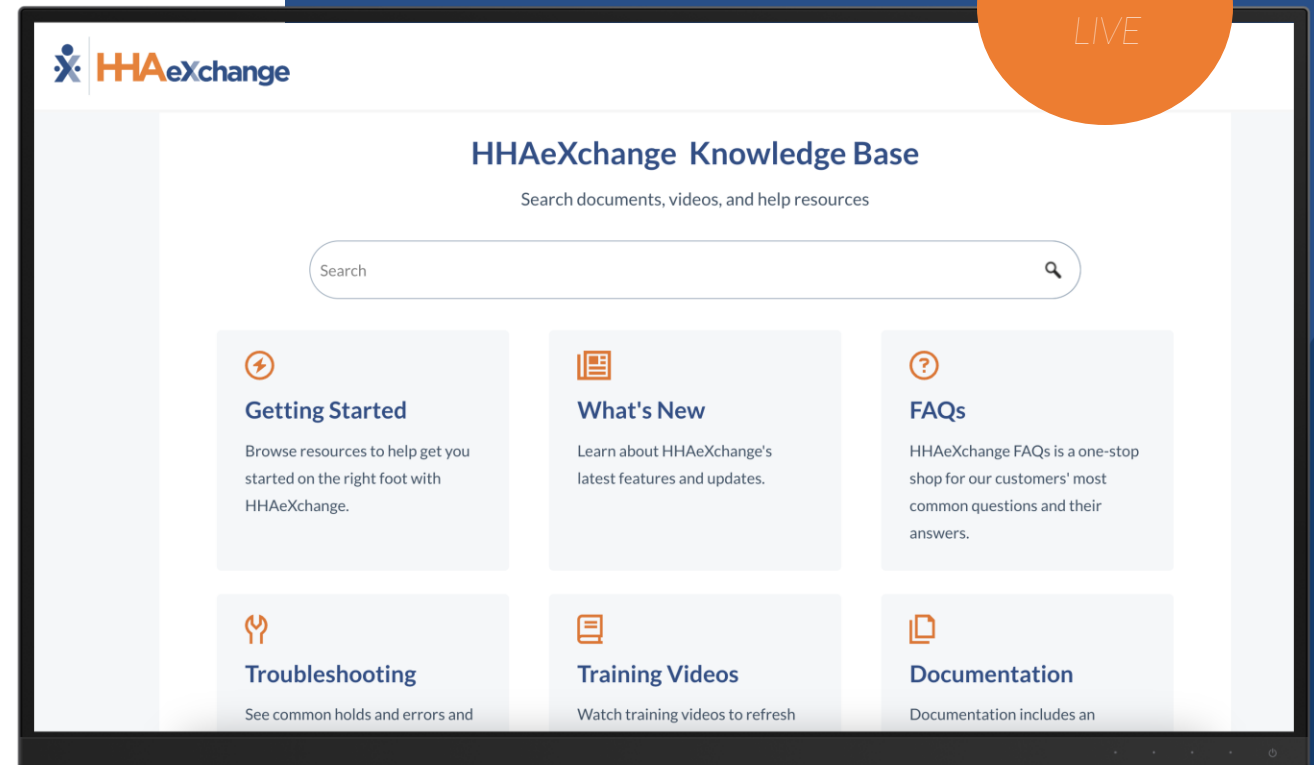 LIVE
HHAeXchange
HHAeXchange Knowledge Base
Search documents, videos, and help resources
Search
Getting Started
Browse resources to help get you
started on the right foot with
HHAeXchange.
What's New
Learn about HHAeXchange's
latest features and updates.
FAQs
HHAeXchange FAQs is a one-stop
shop for our customers' most
common questions and their
answers.
Troubleshooting
See common holds and errors and
Training Videos
Watch training videos to refresh
Documentation
Documentation includes an